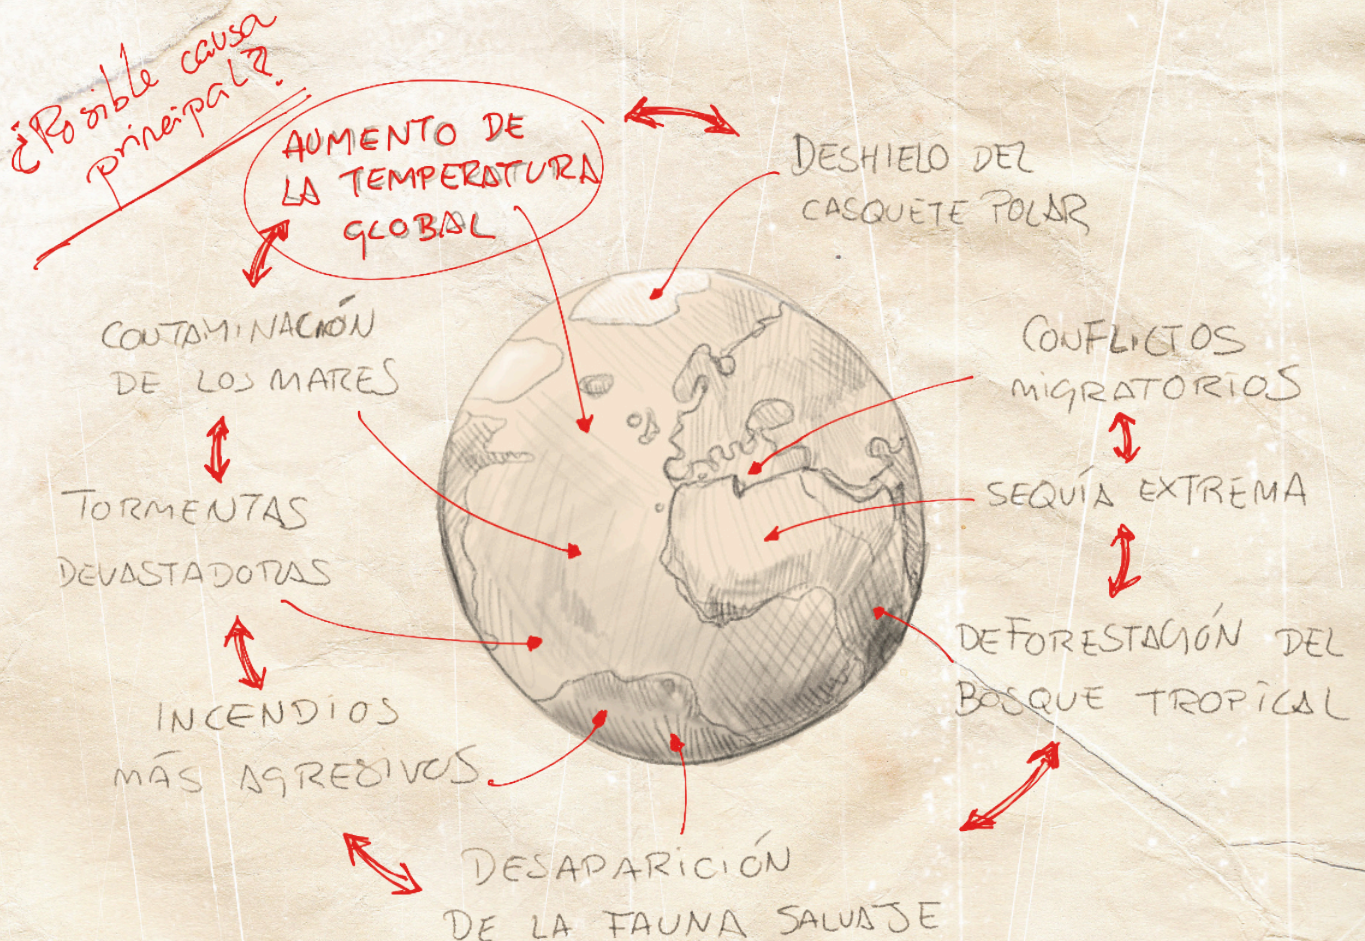 ¿Posible causa
principal?
AUMENTO DE
LA TEMPERATURA
GLOBAL
DESHIELO DEL
CASQUETE POLAR
CONTAMINACIÓN
DE LOS MARES
CONFLICTOS
MIGRATORIOS
TORMENTAS
DEVASTADORAS
SEQUÍA EXTREMA
DEFORESTACIÓN DEL
BOSQUE TROPICAL
INCENDIOS
MÁS AGRESIVOS
DESAPARICIÓN
DE LA FAUNA SALVAJE